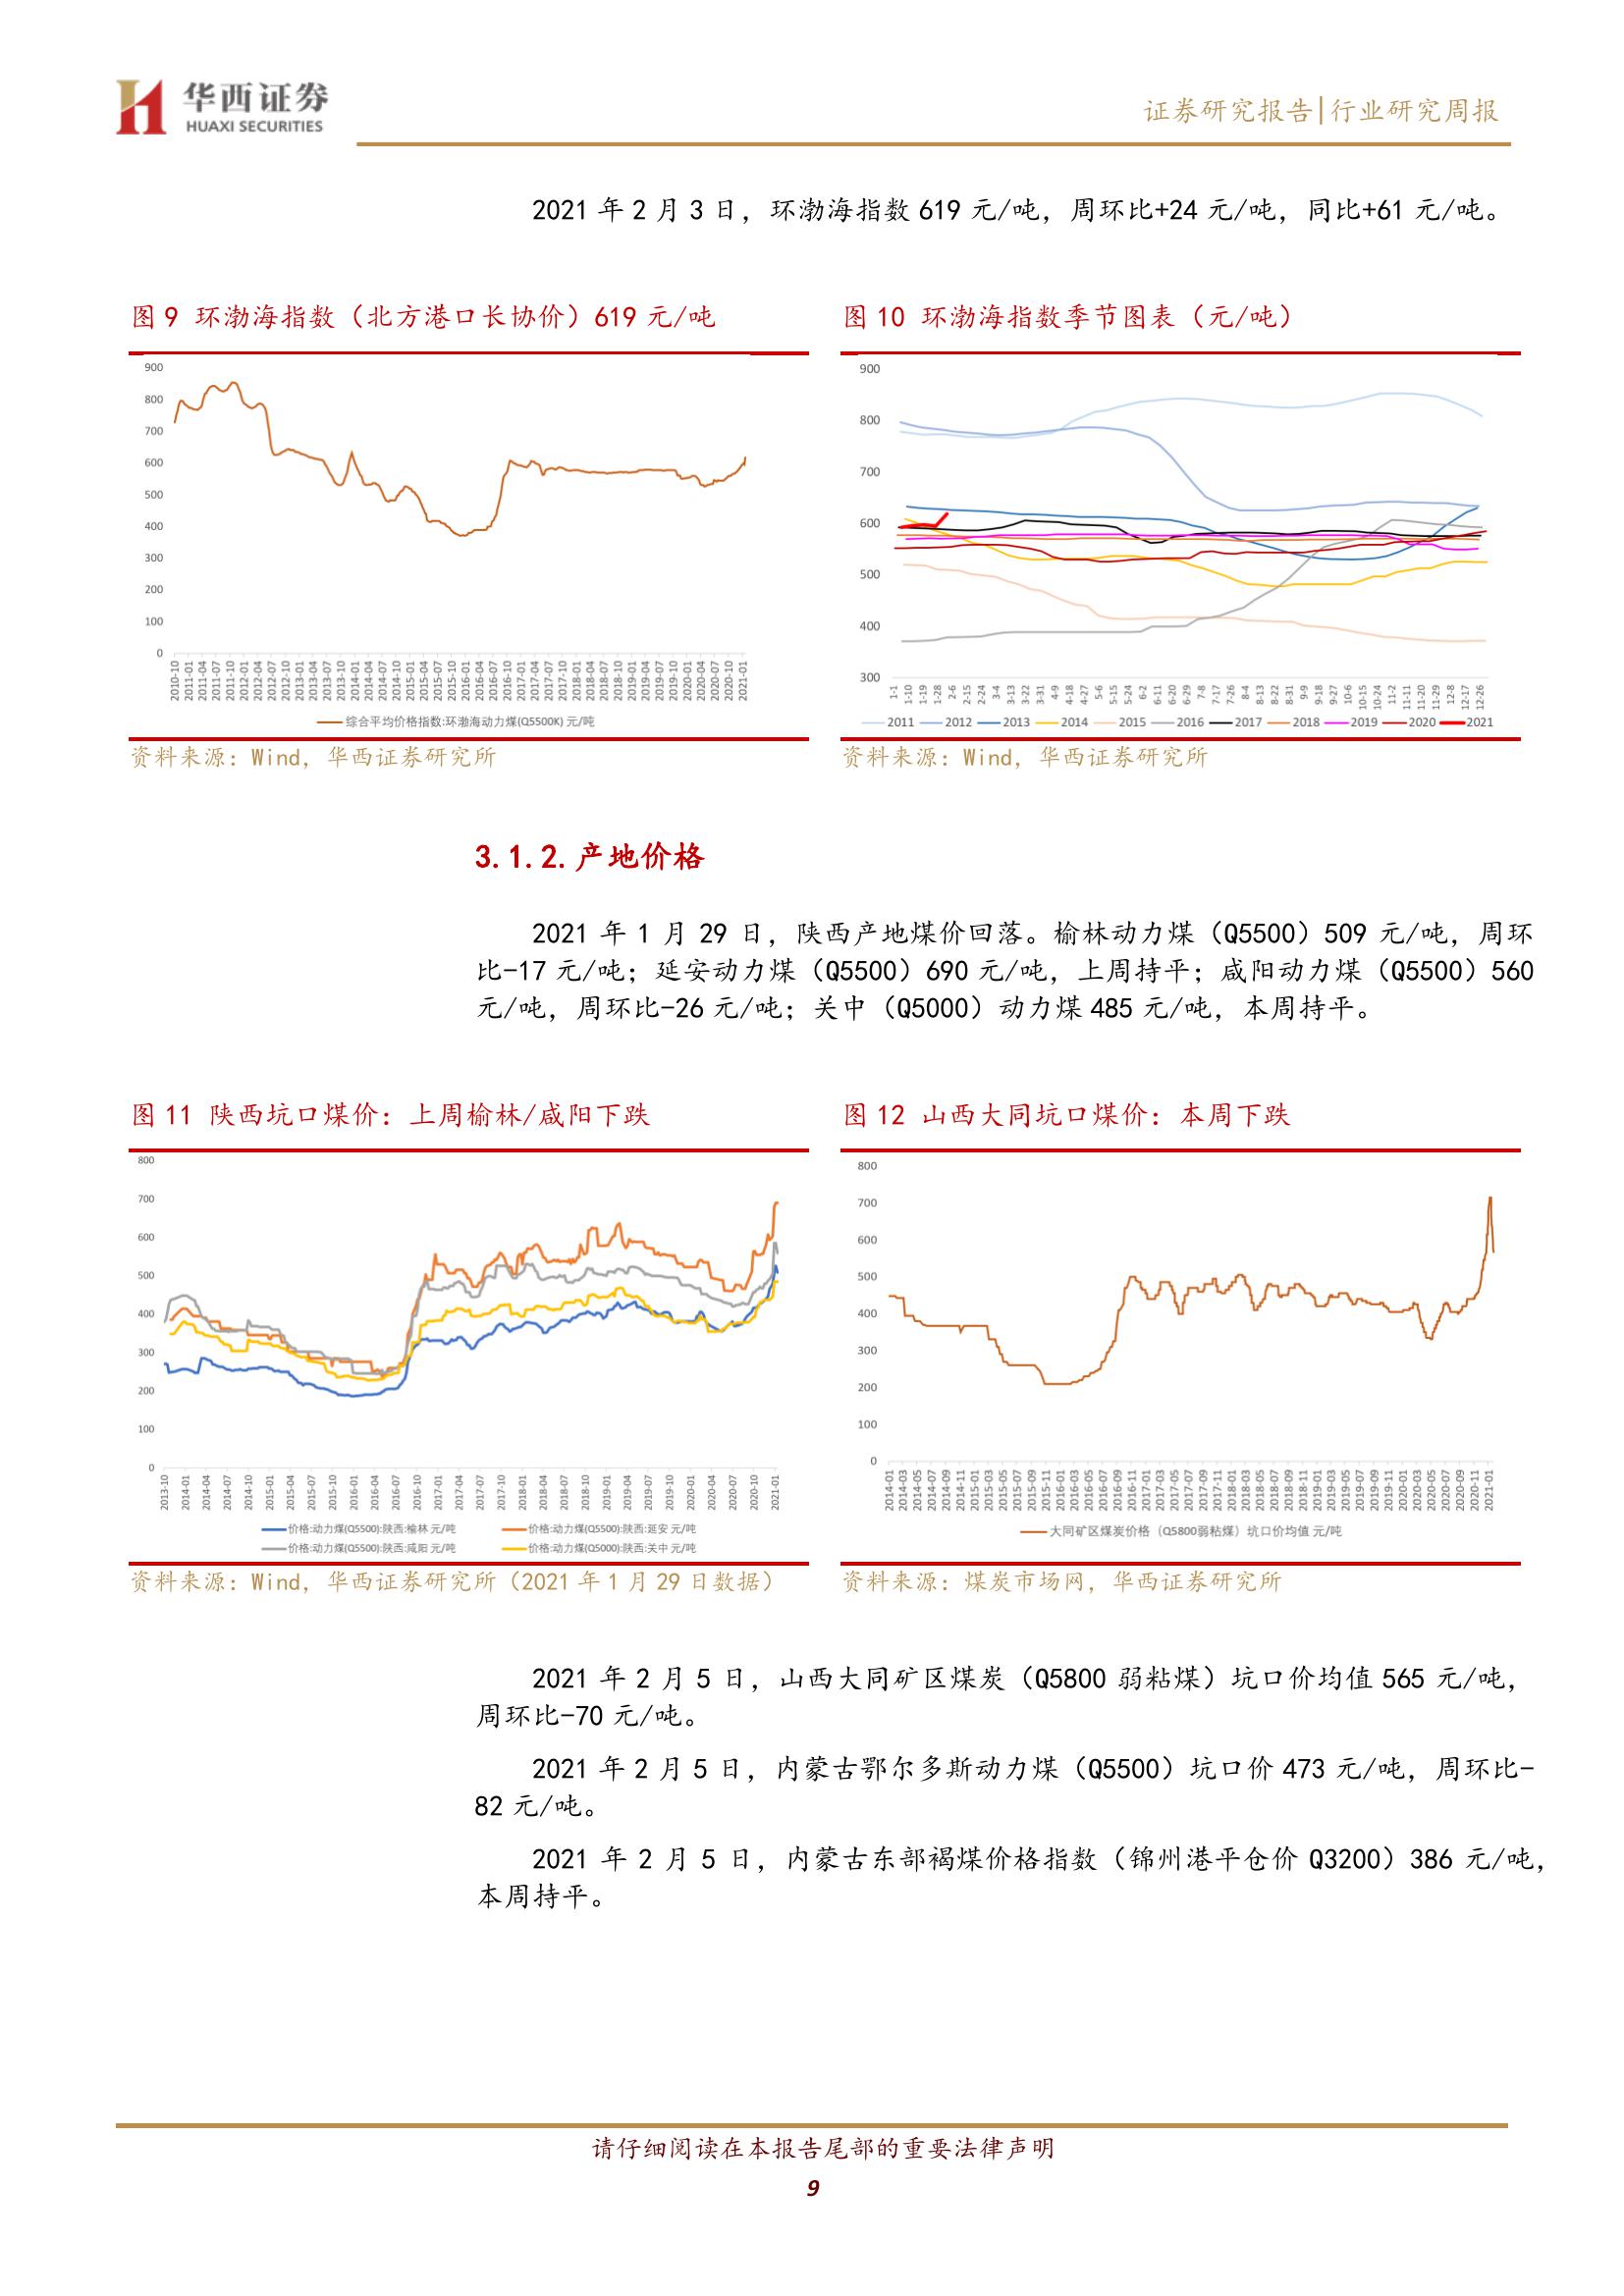 华西证券
HUAXI SECURITIES
证券研究报告|行业研究周报
2021 年 2 月 3 日，环渤海指数 619 元/吨，周环比+24 元/吨，同比+61 元/吨。
图 9 环渤海指数（北方港口长协价）619 元/吨
900
800
700
600
500
400
300
200
100
0
2010-10 2011-01 2011-04 2011-07 2011-10 2012-01 2012-04 2012-07 2012-10 2013-01 2013-04 2013-07 2013-10 2014-01 2014-04 2014-07 2014-10 2015-01 2015-04 2015-07 2015-10 2016-01 2016-04 2016-07 2016-10 2017-01 2017-04 2017-07 2017-10 2018-01 2018-04 2018-07 2018-10 2019-01 2019-04 2019-07 2019-10 2020-01 2020-04 2020-07 2020-10 2021-01
综合平均价格指数:环渤海动力煤(Q5500K) 元/吨
资料来源：Wind，华西证券研究所
图 10 环渤海指数季节图表（元/吨）
900
800
700
600
500
400
300
1-1 1-10 1-19 1-28 2-6 2-15 2-24 3-4 3-13 3-22 3-31 4-9 4-18 4-27 5-6 5-15 5-24 6-2 6-11 6-20 6-29 7-8 7-17 7-26 8-4 8-13 8-22 8-31 9-9 9-18 9-27 10-6 10-15 10-24 11-2 11-11 11-20 11-29 12-8 12-17 12-26
2011 2012 2013 2014 2015 2016 2017 2018 2019 2020 2021
资料来源：Wind，华西证券研究所
3.1.2.产地价格
2021 年 1 月 29 日，陕西产地煤价回落。榆林动力煤（Q5500）509 元/吨，周环
比-17 元/吨；延安动力煤（Q5500）690 元/吨，上周持平；咸阳动力煤（Q5500）560
元/吨，周环比-26 元/吨；关中（Q5000）动力煤 485 元/吨，本周持平。
图 11 陕西坑口煤价：上周榆林/咸阳下跌
800
700
600
500
400
300
200
100
0
2013-10 2014-01 2014-04 2014-07 2014-10 2015-01 2015-04 2015-07 2015-10 2016-01 2016-04 2016-07 2016-10 2017-01 2017-04 2017-07 2017-10 2018-01 2018-04 2018-07 2018-10 2019-01 2019-04 2019-07 2019-10 2020-01 2020-04 2020-07 2020-10 2021-01
价格:动力煤(Q5500):陕西:榆林 元/吨 价格:动力煤(Q5500):陕西:延安 元/吨
价格:动力煤(Q5500):陕西:咸阳 元/吨 价格:动力煤(Q5000):陕西:关中 元/吨
资料来源：Wind，华西证券研究所（2021 年 1 月 29 日数据）
图 12 山西大同坑口煤价：本周下跌
800
700
600
500
400
300
200
100
0
2014-01 2014-03 2014-05 2014-07 2014-09 2014-11 2015-01 2015-03 2015-05 2015-07 2015-09 2015-11 2016-01 2016-03 2016-05 2016-07 2016-09 2016-11 2017-01 2017-03 2017-05 2017-07 2017-09 2017-11 2018-01 2018-03 2018-05 2018-07 2018-09 2018-11 2019-01 2019-03 2019-05 2019-07 2019-09 2019-11 2020-01 2020-03 2020-05 2020-07 2020-09 2020-11 2021-01
大同矿区煤炭价格（Q5800弱粘煤）坑口价均值 元/吨
资料来源：煤炭市场网，华西证券研究所
2021 年 2 月 5 日，山西大同矿区煤炭（Q5800 弱粘煤）坑口价均值 565 元/吨，
周环比-70 元/吨。
2021 年 2 月 5 日，内蒙古鄂尔多斯动力煤（Q5500）坑口价 473 元/吨，周环比-
82 元/吨。
2021 年 2 月 5 日，内蒙古东部褐煤价格指数（锦州港平仓价 Q3200）386 元/吨，
本周持平。
请仔细阅读在本报告尾部的重要法律声明
9